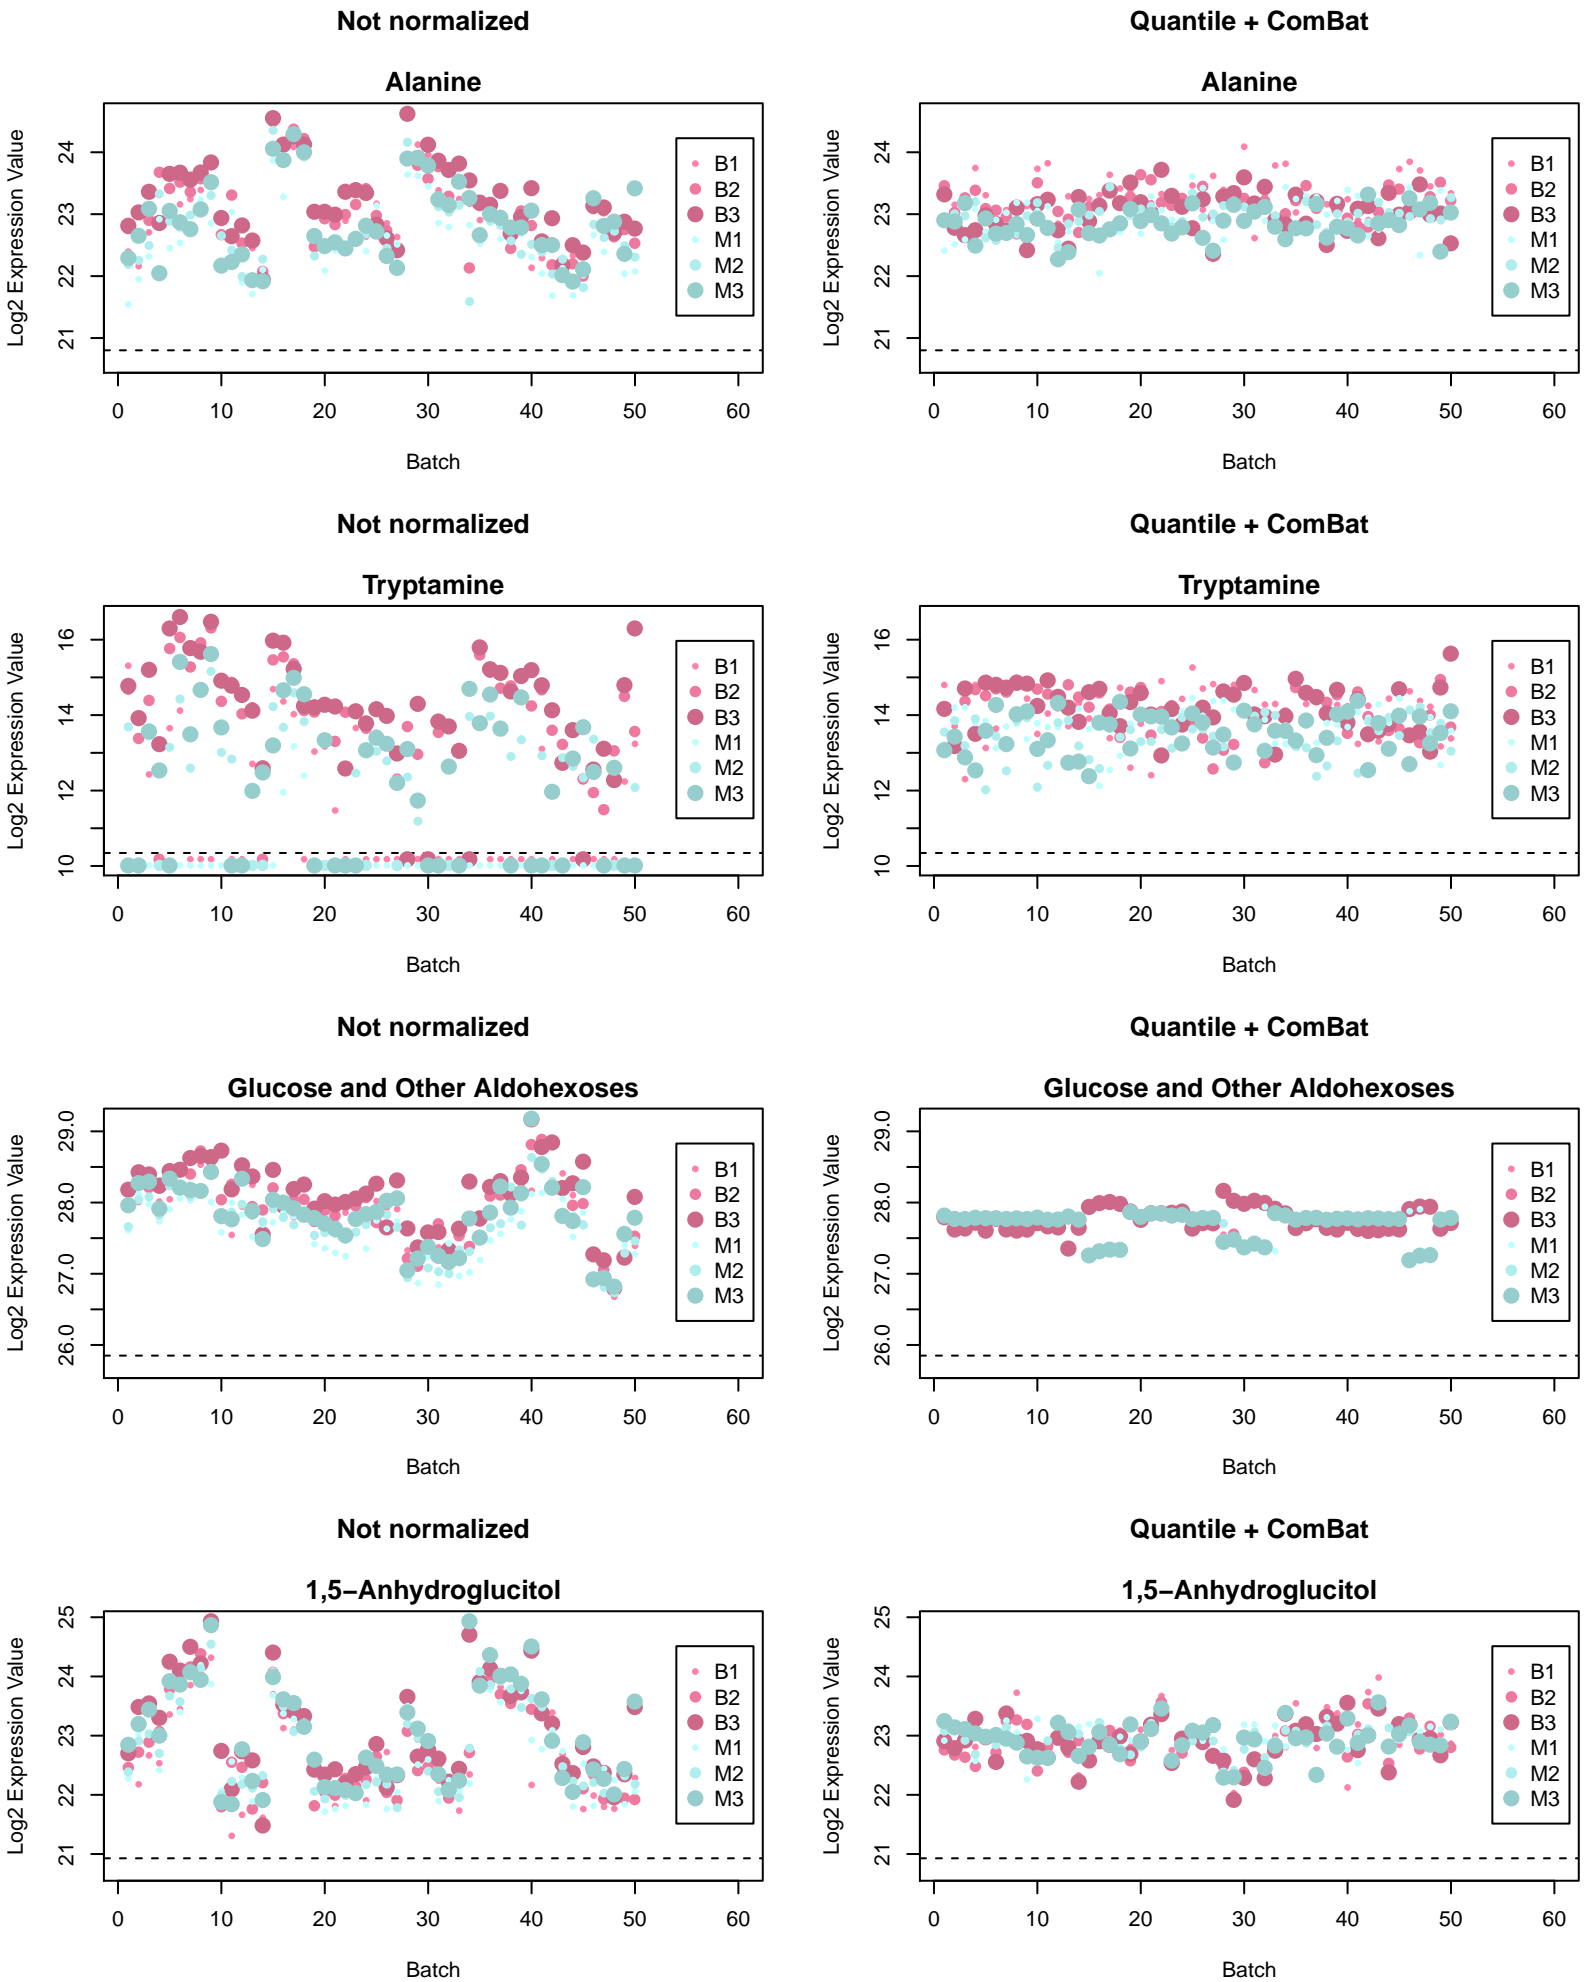 Not normalized
Alanine
Log2 Expression Value
24
23
22
21
B1
B2
B3
M1
M2
M3
0 10 20 30 40 50 60
Batch
Quantile + ComBat
Alanine
Log2 Expression Value
24
23
22
21
B1
B2
B3
M1
M2
M3
0 10 20 30 40 50 60
Batch
Not normalized
Tryptamine
Log2 Expression Value
16
14
12
10
B1
B2
B3
M1
M2
M3
0 10 20 30 40 50 60
Batch
Quantile + ComBat
Tryptamine
Log2 Expression Value
16
14
12
10
B1
B2
B3
M1
M2
M3
0 10 20 30 40 50 60
Batch
Not normalized
Glucose and Other Aldohexoses
Log2 Expression Value
29.0
28.0
27.0
26.0
B1
B2
B3
M1
M2
M3
0 10 20 30 40 50 60
Batch
Quantile + ComBat
Glucose and Other Aldohexoses
Log2 Expression Value
29.0
28.0
27.0
26.0
B1
B2
B3
M1
M2
M3
0 10 20 30 40 50 60
Batch
Not normalized
1,5−Anhydroglucitol
Log2 Expression Value
25
24
23
22
21
B1
B2
B3
M1
M2
M3
0 10 20 30 40 50 60
Batch
Quantile + ComBat
1,5−Anhydroglucitol
Log2 Expression Value
25
24
23
22
21
B1
B2
B3
M1
M2
M3
0 10 20 30 40 50 60
Batch